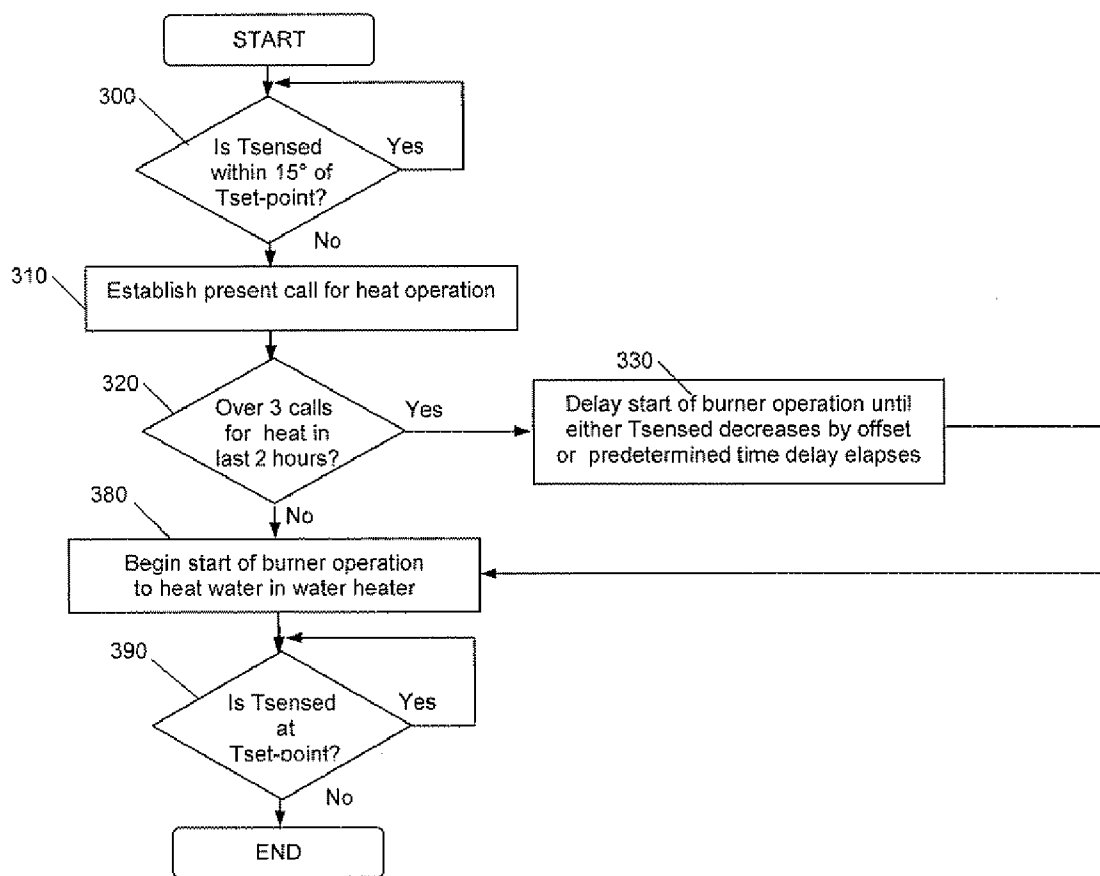 START
300
Is Tsensed
within 15° of
Tset-point?
Yes
No
310
Establish present call for heat operation
320
Over 3 calls
for heat in
last 2 hours?
Yes
330
Delay start of burner operation until
either Tsensed decreases by offset
or predetermined time delay elapses
No
380
Begin start of burner operation
to heat water in water heater
390
Is Tsensed
at
Tset-point?
Yes
No
END